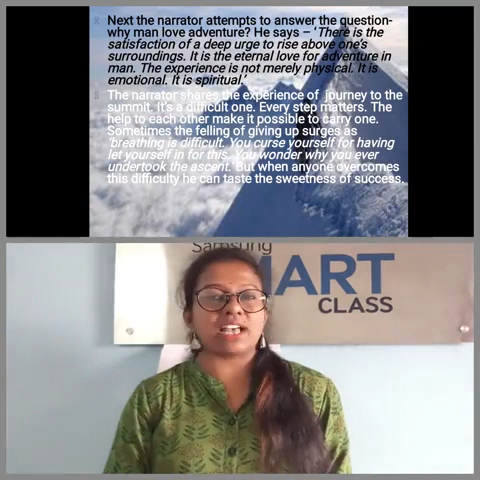 Next the narrator attempts to answer the question-
why man love adventure? He says – 'There is the
satisfaction of a deep urge to rise above one's
surroundings. It is the eternal love for adventure in
man. The experience is not merely physical. It is
emotional. It is spiritual.'
The narrator shares the experience of journey to the
summit. It's a difficult one. Every step matters. The
help to each other make it possible to carry one.
Sometimes the felling of giving up surges as
'breathing is difficult. You curse yourself for having
let yourself in for this. You wonder why you ever
undertook the ascent.' But when anyone overcomes
this difficulty he can taste the sweetness of success.
Samsung
MART
CLASS